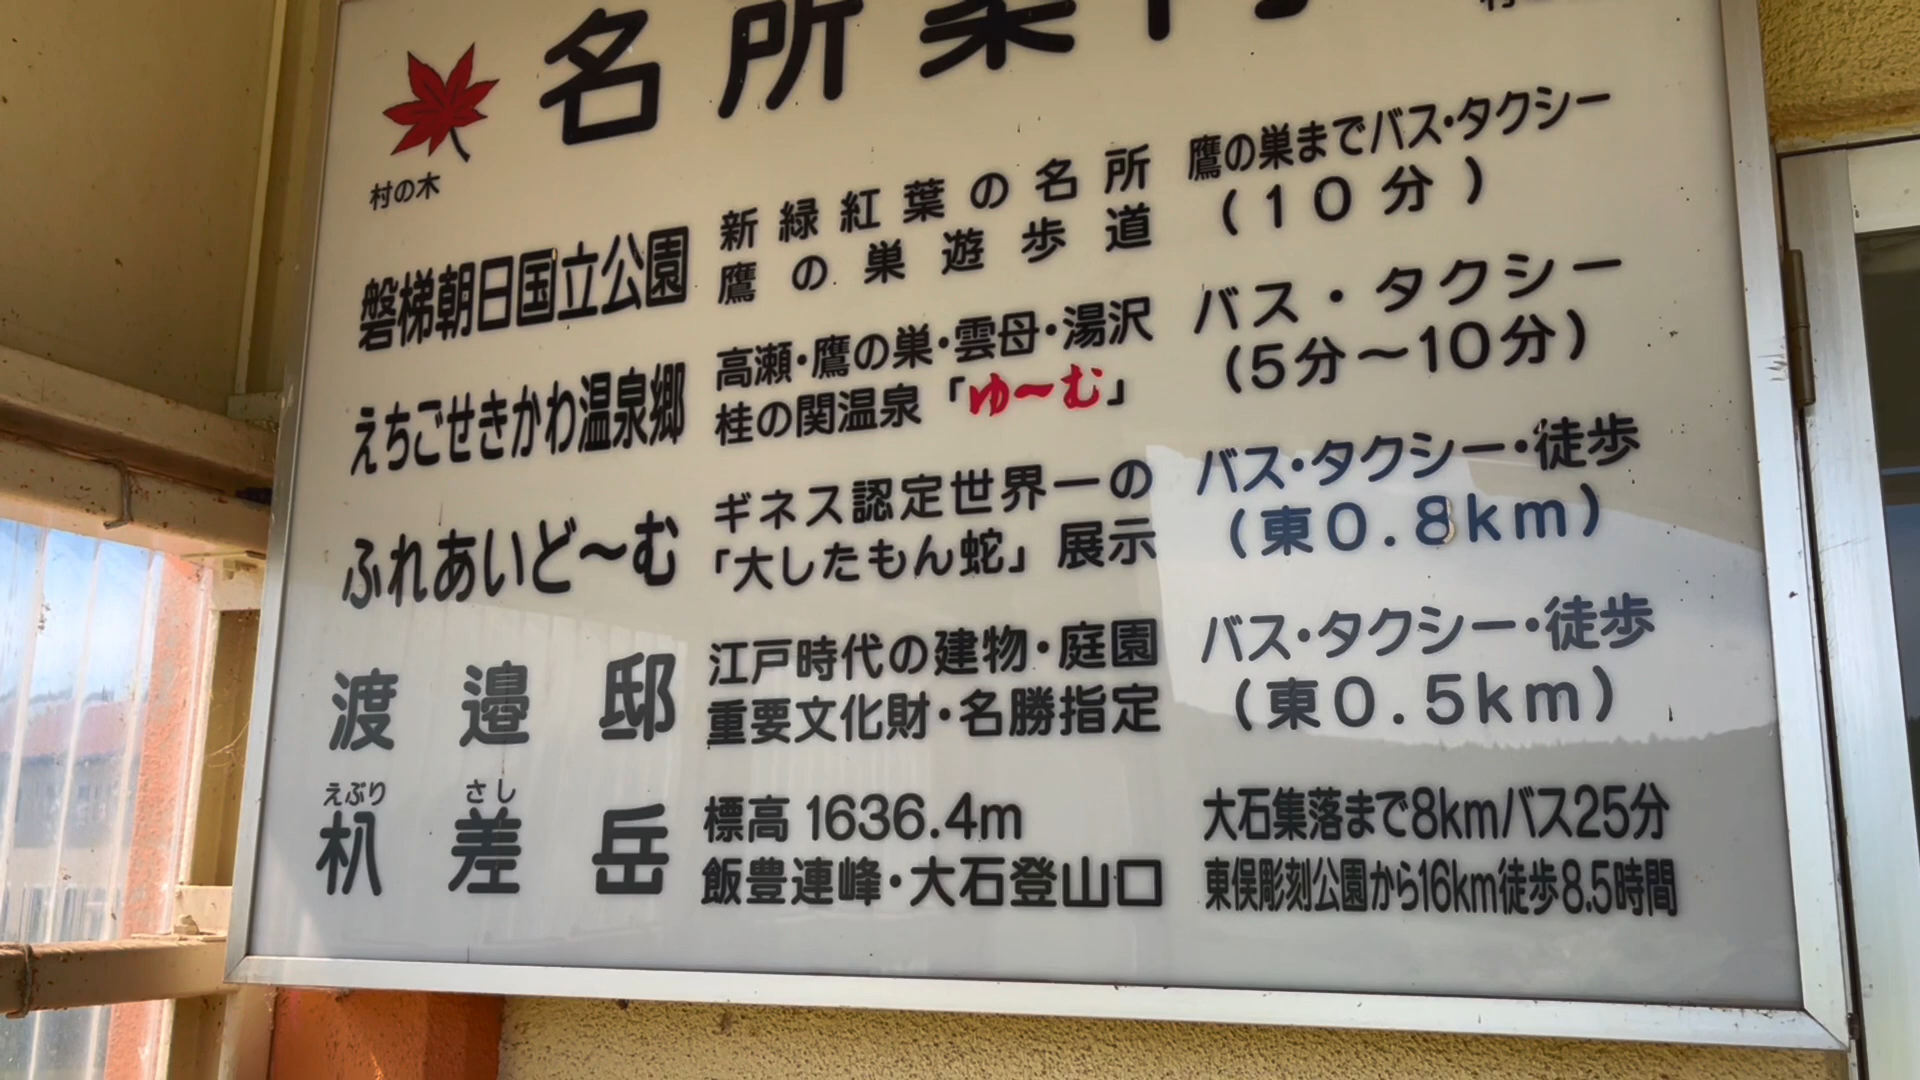 名所案内
村の木
磐梯朝日国立公園
新緑紅葉の名所
鷹の巣遊歩道
鷹の巣までバス・タクシー
(10分)
えちごせきかわ温泉郷
高瀬・鷹の巣・雲母・湯沢
桂の関温泉「ゆ〜む」
バス・タクシー
(5分〜10分)
ふれあいど〜む
ギネス認定世界一の
「大したもん蛇」展示
バス・タクシー・徒歩
(東0.8km)
渡邉邸
江戸時代の建物・庭園
重要文化財・名勝指定
バス・タクシー・徒歩
(東0.5km)
えぶり さし
朳差岳
標高1636.4m
飯豊連峰・大石登山口
大石集落まで8kmバス25分
東俣彫刻公園から16km徒歩8.5時間